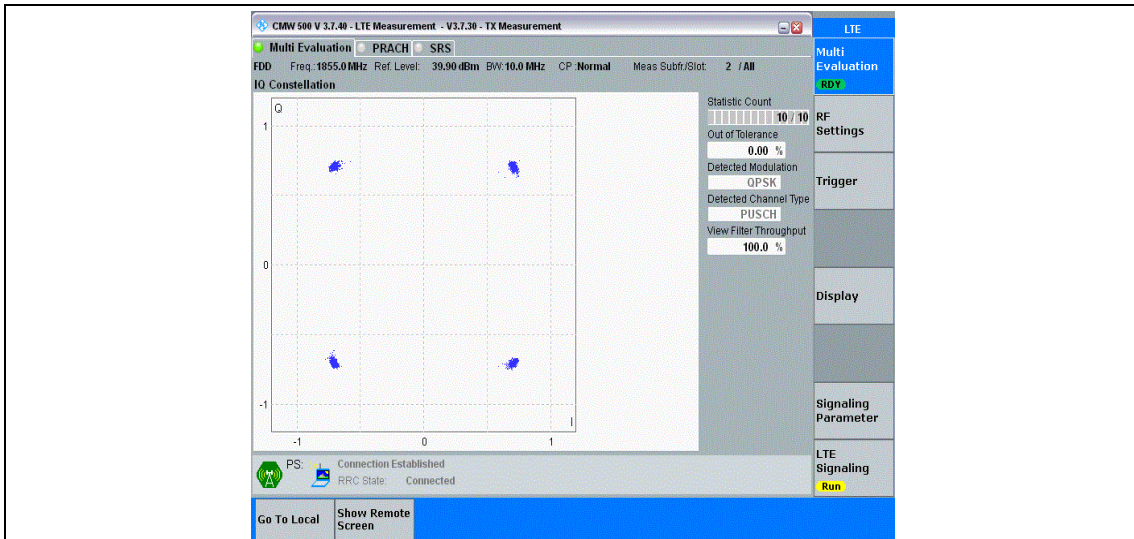 CMW 500 V 3.7.40 - LTE Measurement - V3.7.30 - TX Measurement
LTE
Multi Evaluation PRACH SRS
FDD Freq.:1855.0 MHz Ref. Level: 39.90 dBm BW:10.0 MHz CP :Normal Meas Subfr./Slot: 2 / All
IQ Constellation
Q
1
0
-1
-1 0 1
I
Statistic Count
10 / 10
Out of Tolerance
0.00 %
Detected Modulation
QPSK
Detected Channel Type
PUSCH
View Filter Throughput
100.0 %
Multi
Evaluation
RDY
RF
Settings
Trigger
Display
Signaling
Parameter
LTE
Signaling
Run
PS: Connection Established
RRC State: Connected
Go To Local
Show Remote
Screen